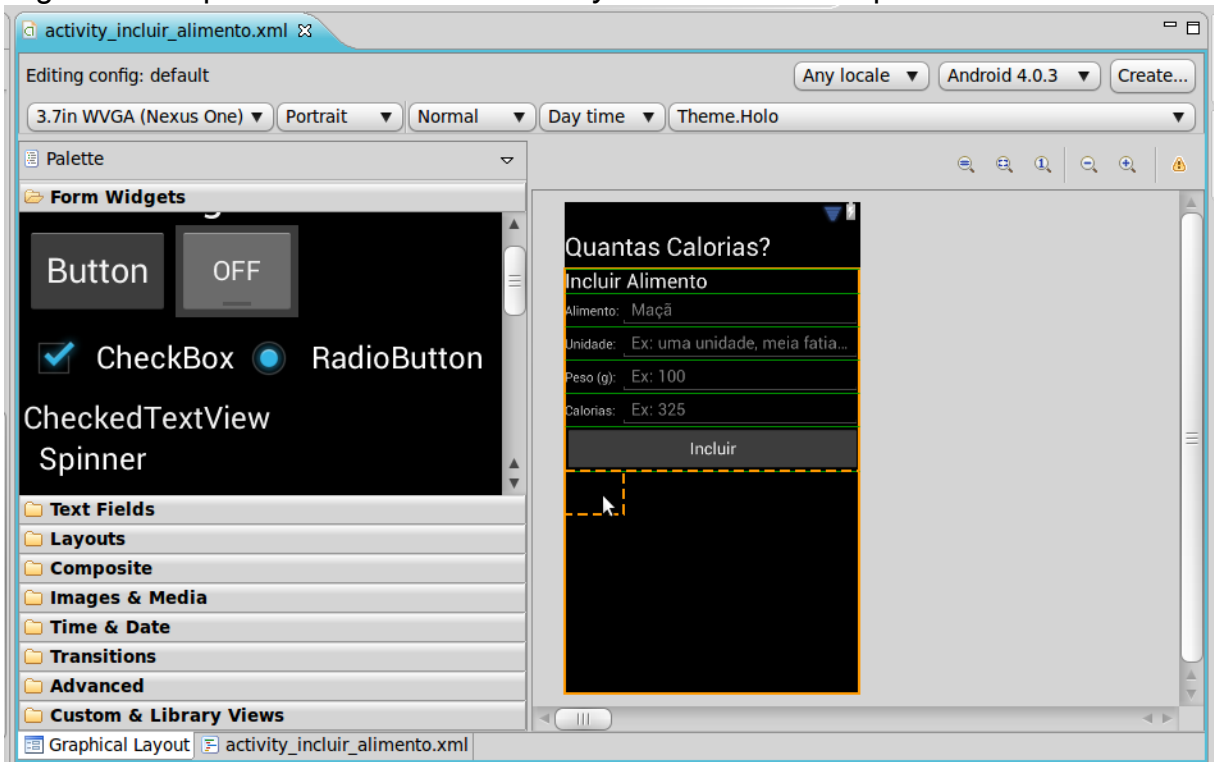 activity_incluir_alimento.xml
Editing config: default
Any locale
Android 4.0.3
Create...
3.7in WVGA (Nexus One)
Portrait
Normal
Day time
Theme.Holo
Palette
Form Widgets
Button
OFF
CheckBox
RadioButton
CheckedTextView
Spinner
Text Fields
Layouts
Composite
Images & Media
Time & Date
Transitions
Advanced
Custom & Library Views
Quantas Calorias?
Incluir Alimento
Alimento: Maçã
Unidade: Ex: uma unidade, meia fatia...
Peso (g): Ex: 100
Calorias: Ex: 325
Incluir
Graphical Layout
activity_incluir_alimento.xml